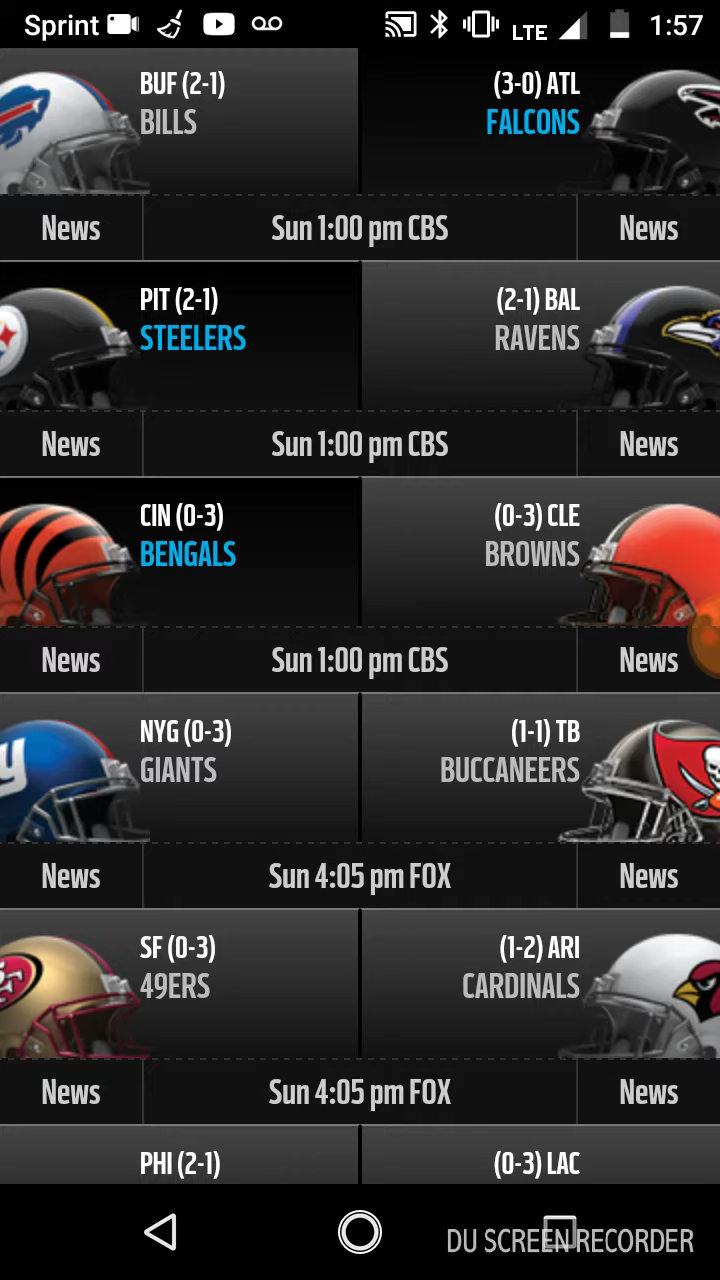 Sprint LTE 1:57
BUF (2-1) (3-0) ATL
BILLS FALCONS
News Sun 1:00 pm CBS News
PIT (2-1) (2-1) BAL
STEELERS RAVENS
News Sun 1:00 pm CBS News
CIN (0-3) (0-3) CLE
BENGALS BROWNS
News Sun 1:00 pm CBS News
NYG (0-3) (1-1) TB
GIANTS BUCCANEERS
News Sun 4:05 pm FOX News
SF (0-3) (1-2) ARI
49ERS CARDINALS
News Sun 4:05 pm FOX News
PHI (2-1) (0-3) LAC
DU SCREEN RECORDER